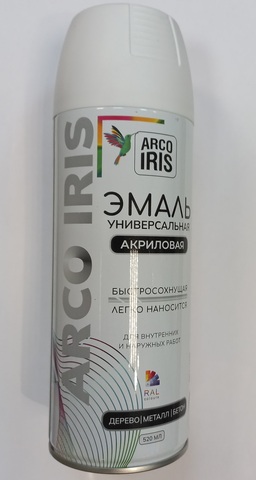 ARCO IRIS
ARCO
IRIS
ЭМАЛЬ
УНИВЕРСАЛЬНАЯ
АКРИЛОВАЯ
БЫСТРОСОХНУЩАЯ
ЛЕГКО НАНОСИТСЯ
ДЛЯ ВНУТРЕННИХ
И НАРУЖНЫХ РАБОТ
RAL
ДЕРЕВО|МЕТАЛЛ|БЕТОН
520 МЛ